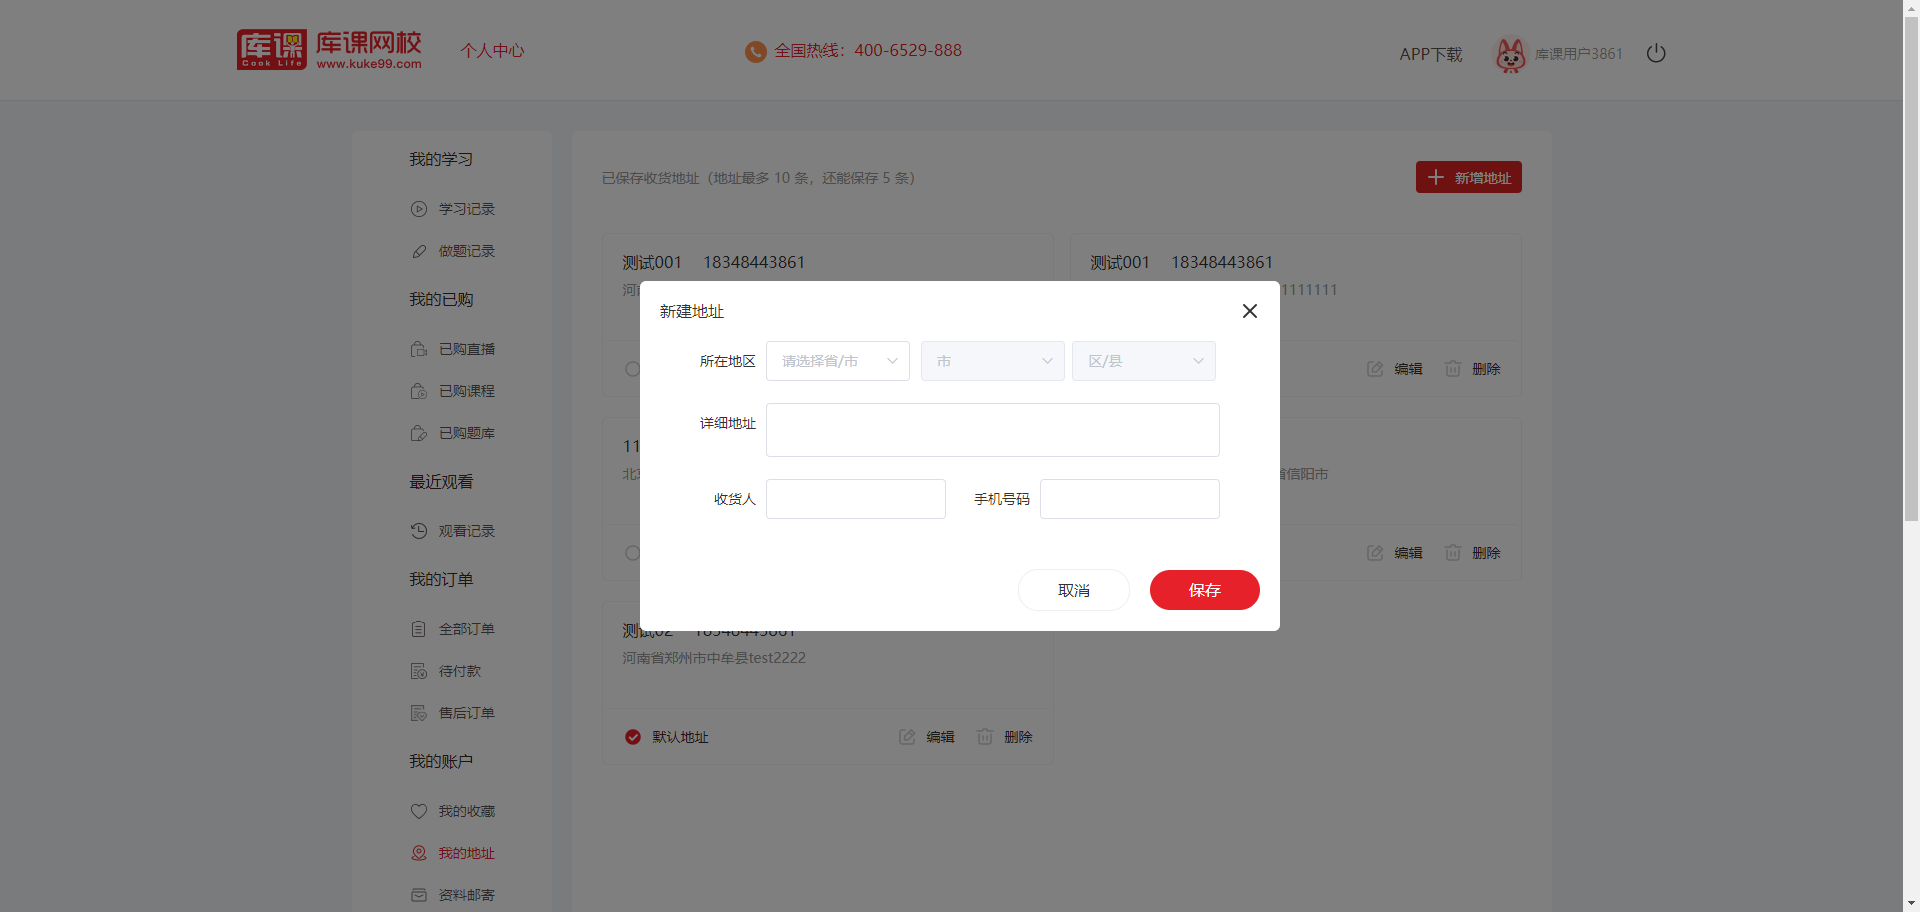 库课 库课网校
Cook Life www.kuke99.com
个人中心
全国热线：400-6529-888
APP下载
库课用户3861
我的学习
学习记录
做题记录
我的已购
已购直播
已购课程
已购题库
最近观看
观看记录
我的订单
全部订单
待付款
售后订单
我的账户
我的收藏
我的地址
资料邮寄
已保存收货地址（地址最多 10 条，还能保存 5 条）
新增地址
测试001 18348443861
测试001 18348443861
1111111
编辑 删除
11
信阳市
编辑 删除
新建地址
所在地区 请选择省/市 市 区/县
详细地址
收货人 手机号码
取消 保存
测试02 18348443861
河南省郑州市中牟县test2222
默认地址 编辑 删除